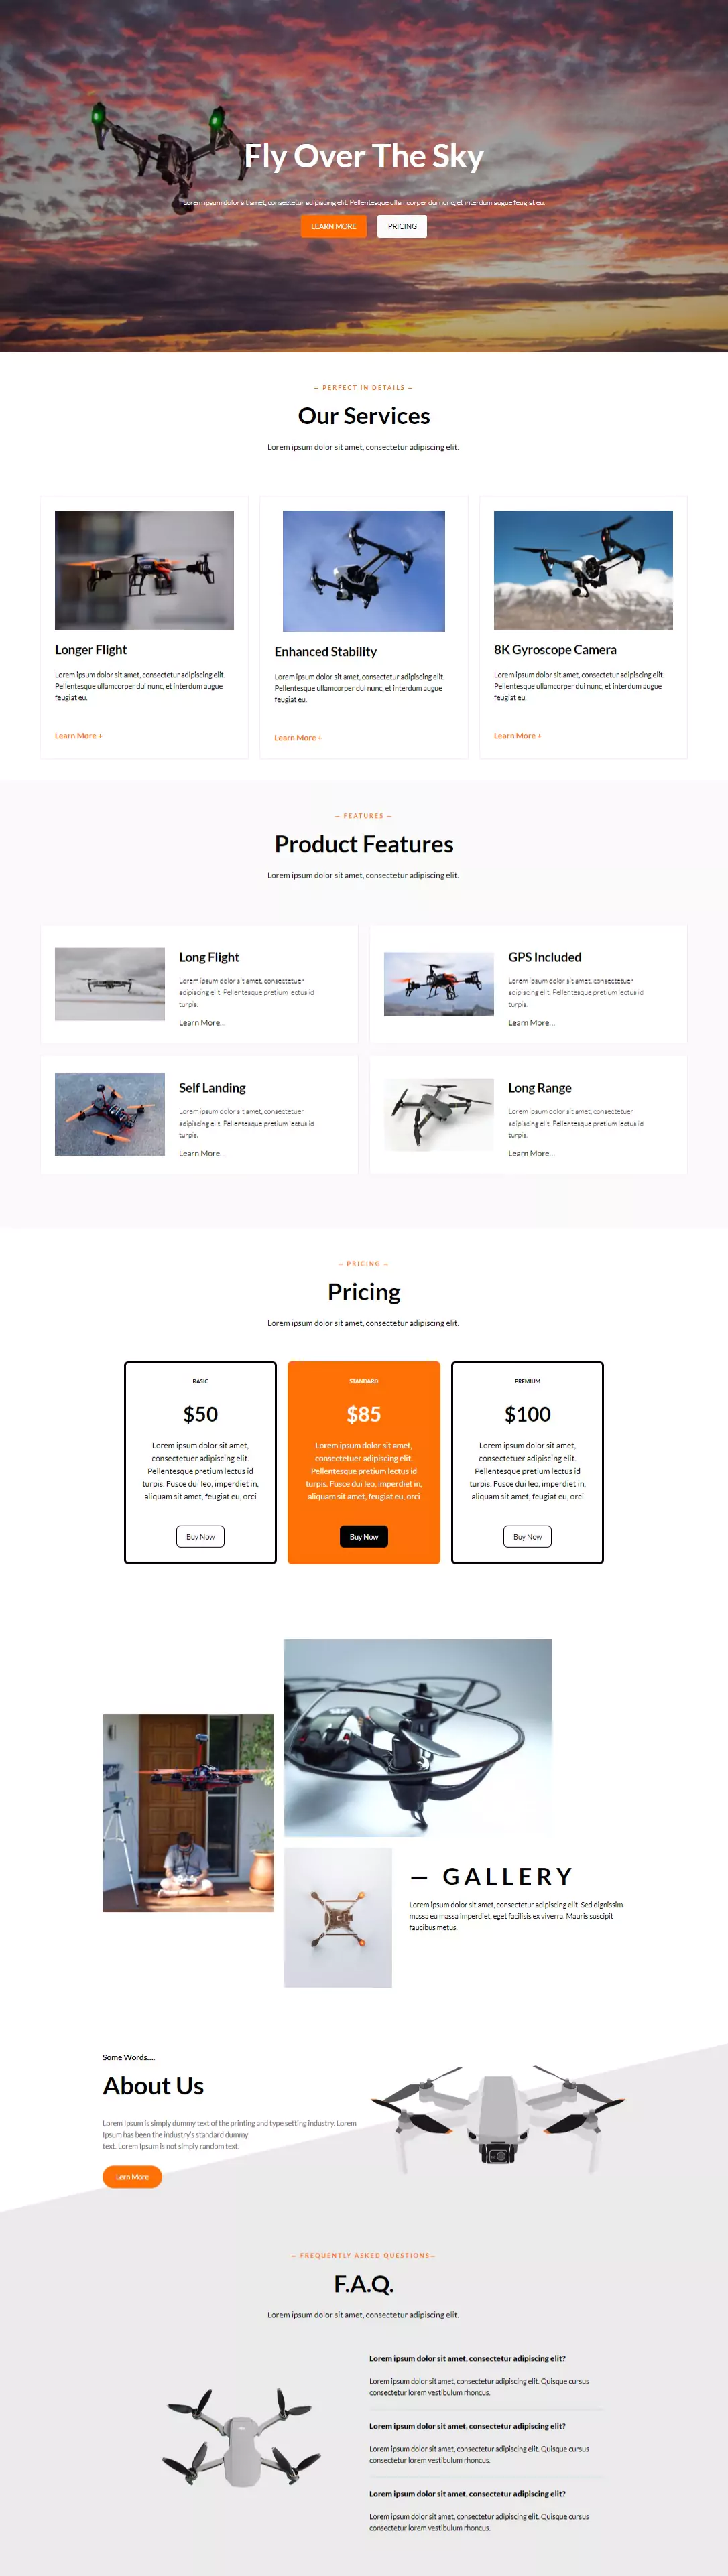 Fly Over The Sky
Lorem ipsum dolor sit amet, consectetur adipiscing elit. Pellentesque ullamcorper dui nunc, et interdum augue feugiat eu.
LEARN MORE
PRICING
— PERFECT IN DETAILS —
Our Services
Lorem ipsum dolor sit amet, consectetur adipiscing elit.
Longer Flight
Lorem ipsum dolor sit amet, consectetur adipiscing elit.
Pellentesque ullamcorper dui nunc, et interdum augue
feugiat eu.
Learn More +
Enhanced Stability
Lorem ipsum dolor sit amet, consectetur adipiscing elit.
Pellentesque ullamcorper dui nunc, et interdum augue
feugiat eu.
Learn More +
8K Gyroscope Camera
Lorem ipsum dolor sit amet, consectetur adipiscing elit.
Pellentesque ullamcorper dui nunc, et interdum augue
feugiat eu.
Learn More +
— FEATURES —
Product Features
Lorem ipsum dolor sit amet, consectetur adipiscing elit.
Long Flight
Lorem ipsum dolor sit amet, consectetuer
adipiscing elit. Pellentesque pretium lectus id
turpis.
Learn More...
GPS Included
Lorem ipsum dolor sit amet, consectetuer
adipiscing elit. Pellentesque pretium lectus id
turpis.
Learn More...
Self Landing
Lorem ipsum dolor sit amet, consectetuer
adipiscing elit. Pellentesque pretium lectus id
turpis.
Learn More...
Long Range
Lorem ipsum dolor sit amet, consectetuer
adipiscing elit. Pellentesque pretium lectus id
turpis.
Learn More...
— PRICING —
Pricing
Lorem ipsum dolor sit amet, consectetur adipiscing elit.
BASIC
$50
Lorem ipsum dolor sit amet,
consectetuer adipiscing elit.
Pellentesque pretium lectus id
turpis. Fusce dui leo, imperdiet in,
aliquam sit amet, feugiat eu, orci
Buy Now
STANDARD
$85
Lorem ipsum dolor sit amet,
consectetuer adipiscing elit.
Pellentesque pretium lectus id
turpis. Fusce dui leo, imperdiet in,
aliquam sit amet, feugiat eu, orci
Buy Now
PREMIUM
$100
Lorem ipsum dolor sit amet,
consectetuer adipiscing elit.
Pellentesque pretium lectus id
turpis. Fusce dui leo, imperdiet in,
aliquam sit amet, feugiat eu, orci
Buy Now
— GALLERY
Lorem ipsum dolor sit amet, consectetur adipiscing elit. Sed dignissim
massa eu massa imperdiet, eget facilisis ex viverra. Mauris suscipit
faucibus metus.
Some Words....
About Us
Lorem Ipsum is simply dummy text of the printing and type setting industry. Lorem
Ipsum has been the industry's standard dummy
text. Lorem Ipsum is not simply random text.
Lern More
— FREQUENTLY ASKED QUESTIONS—
F.A.Q.
Lorem ipsum dolor sit amet, consectetur adipiscing elit.
Lorem ipsum dolor sit amet, consectetur adipiscing elit?
Lorem ipsum dolor sit amet, consectetur adipiscing elit. Quisque cursus
consectetur lorem vestibulum rhoncus.
Lorem ipsum dolor sit amet, consectetur adipiscing elit?
Lorem ipsum dolor sit amet, consectetur adipiscing elit. Quisque cursus
consectetur lorem vestibulum rhoncus.
Lorem ipsum dolor sit amet, consectetur adipiscing elit?
Lorem ipsum dolor sit amet, consectetur adipiscing elit. Quisque cursus
consectetur lorem vestibulum rhoncus.